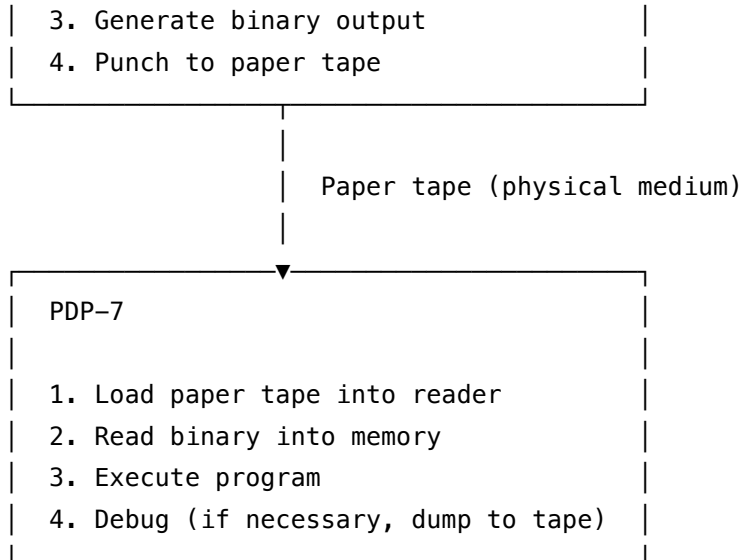 3. Generate binary output
4. Punch to paper tape
Paper tape (physical medium)
PDP–7
1. Load paper tape into reader
2. Read binary into memory
3. Execute program
4. Debug (if necessary, dump to tape)